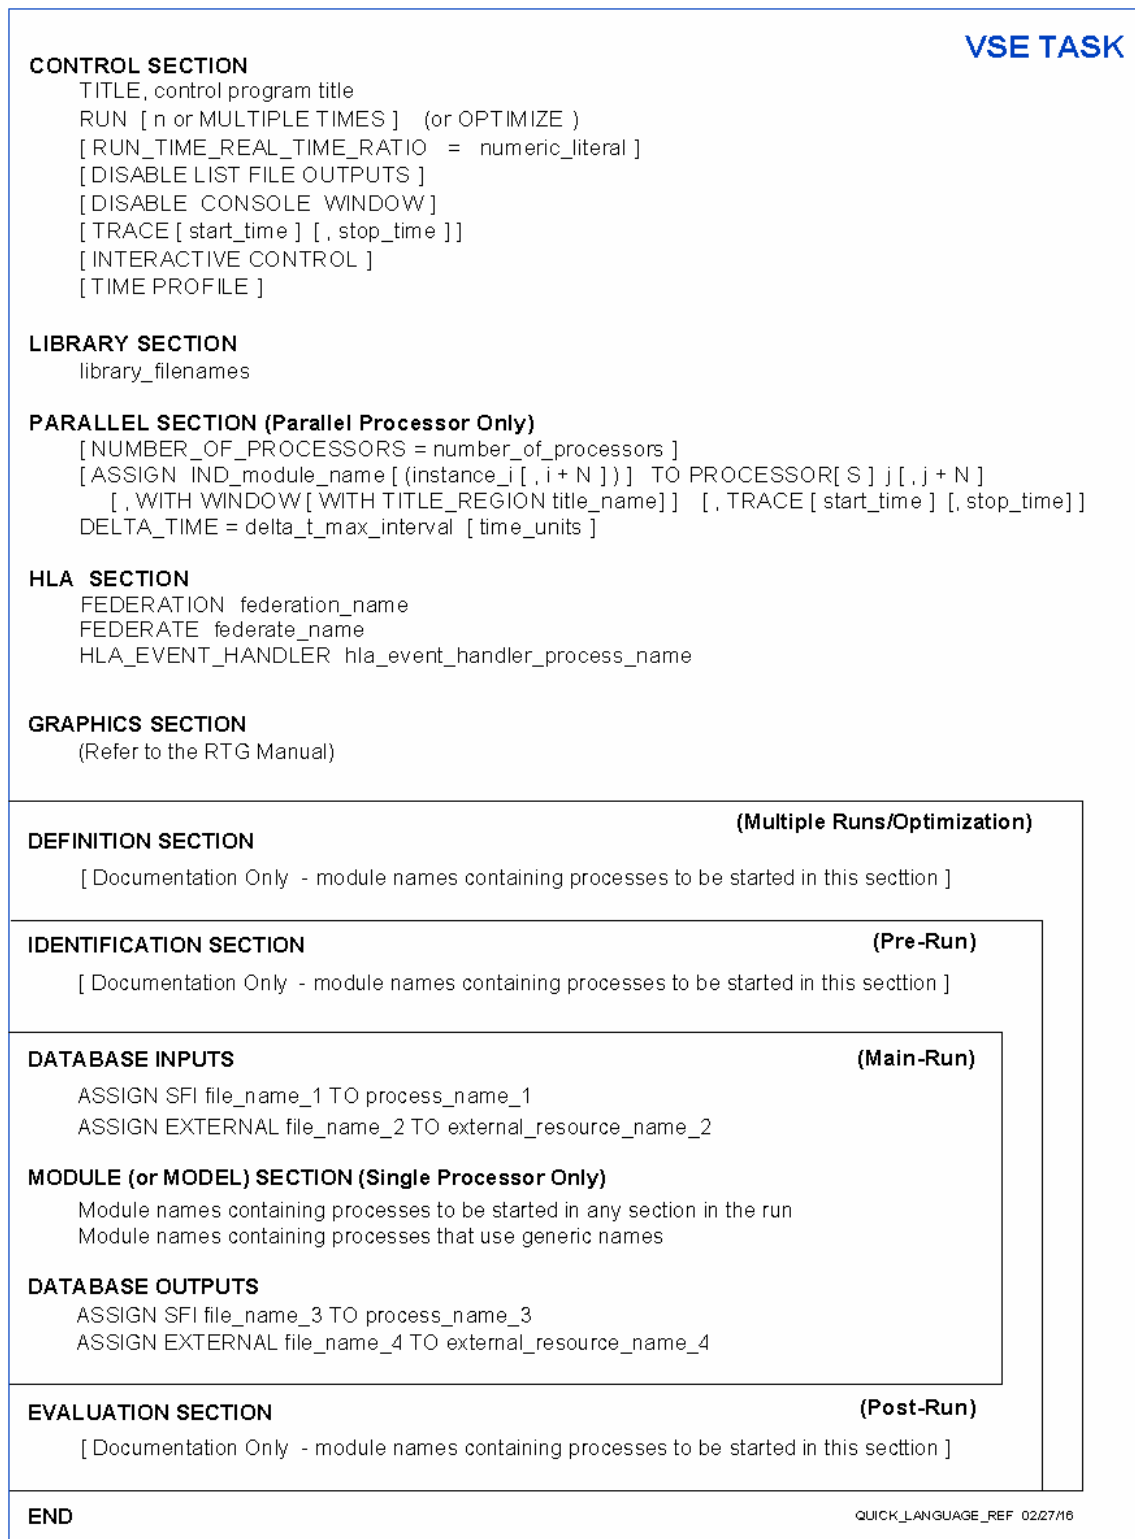 VSE TASK
CONTROL SECTION
TITLE, control program title
RUN [ n or MULTIPLE TIMES ] (or OPTIMIZE )
[ RUN_TIME_REAL_TIME_RATIO = numeric_literal ]
[ DISABLE LIST FILE OUTPUTS ]
[ DISABLE CONSOLE WINDOW ]
[ TRACE [ start_time ] [ , stop_time ] ]
[ INTERACTIVE CONTROL ]
[ TIME PROFILE ]
LIBRARY SECTION
library_filenames
PARALLEL SECTION (Parallel Processor Only)
[ NUMBER_OF_PROCESSORS = number_of_processors ]
[ ASSIGN IND_module_name [ (instance_i [ , i + N ] ) ] TO PROCESSOR[ S ] j [ , j + N ]
[ , WITH WINDOW [ WITH TITLE_REGION title_name] ] [ , TRACE [ start_time ] [, stop_time] ]
DELTA_TIME = delta_t_max_interval [ time_units ]
HLA SECTION
FEDERATION federation_name
FEDERATE federate_name
HLA_EVENT_HANDLER hla_event_handler_process_name
GRAPHICS SECTION
(Refer to the RTG Manual)
(Multiple Runs/Optimization)
DEFINITION SECTION
[ Documentation Only - module names containing processes to be started in this secttion ]
IDENTIFICATION SECTION (Pre-Run)
[ Documentation Only - module names containing processes to be started in this secttion ]
DATABASE INPUTS (Main-Run)
ASSIGN SFI file_name_1 TO process_name_1
ASSIGN EXTERNAL file_name_2 TO external_resource_name_2
MODULE (or MODEL) SECTION (Single Processor Only)
Module names containing processes to be started in any section in the run
Module names containing processes that use generic names
DATABASE OUTPUTS
ASSIGN SFI file_name_3 TO process_name_3
ASSIGN EXTERNAL file_name_4 TO external_resource_name_4
EVALUATION SECTION (Post-Run)
[ Documentation Only - module names containing processes to be started in this secttion ]
END QUICK_LANGUAGE_REF 02/27/16